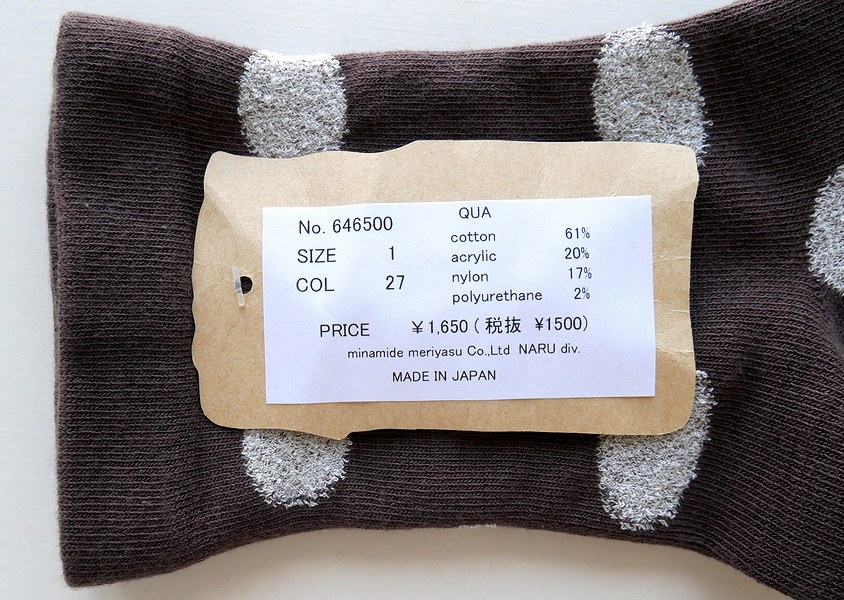 No. 646500
SIZE 1
COL 27
QUA
cotton 61%
acrylic 20%
nylon 17%
polyurethane 2%
PRICE ￥1,650 ( 税抜 ¥1500)
minamide meriyasu Co.,Ltd NARU div.
MADE IN JAPAN